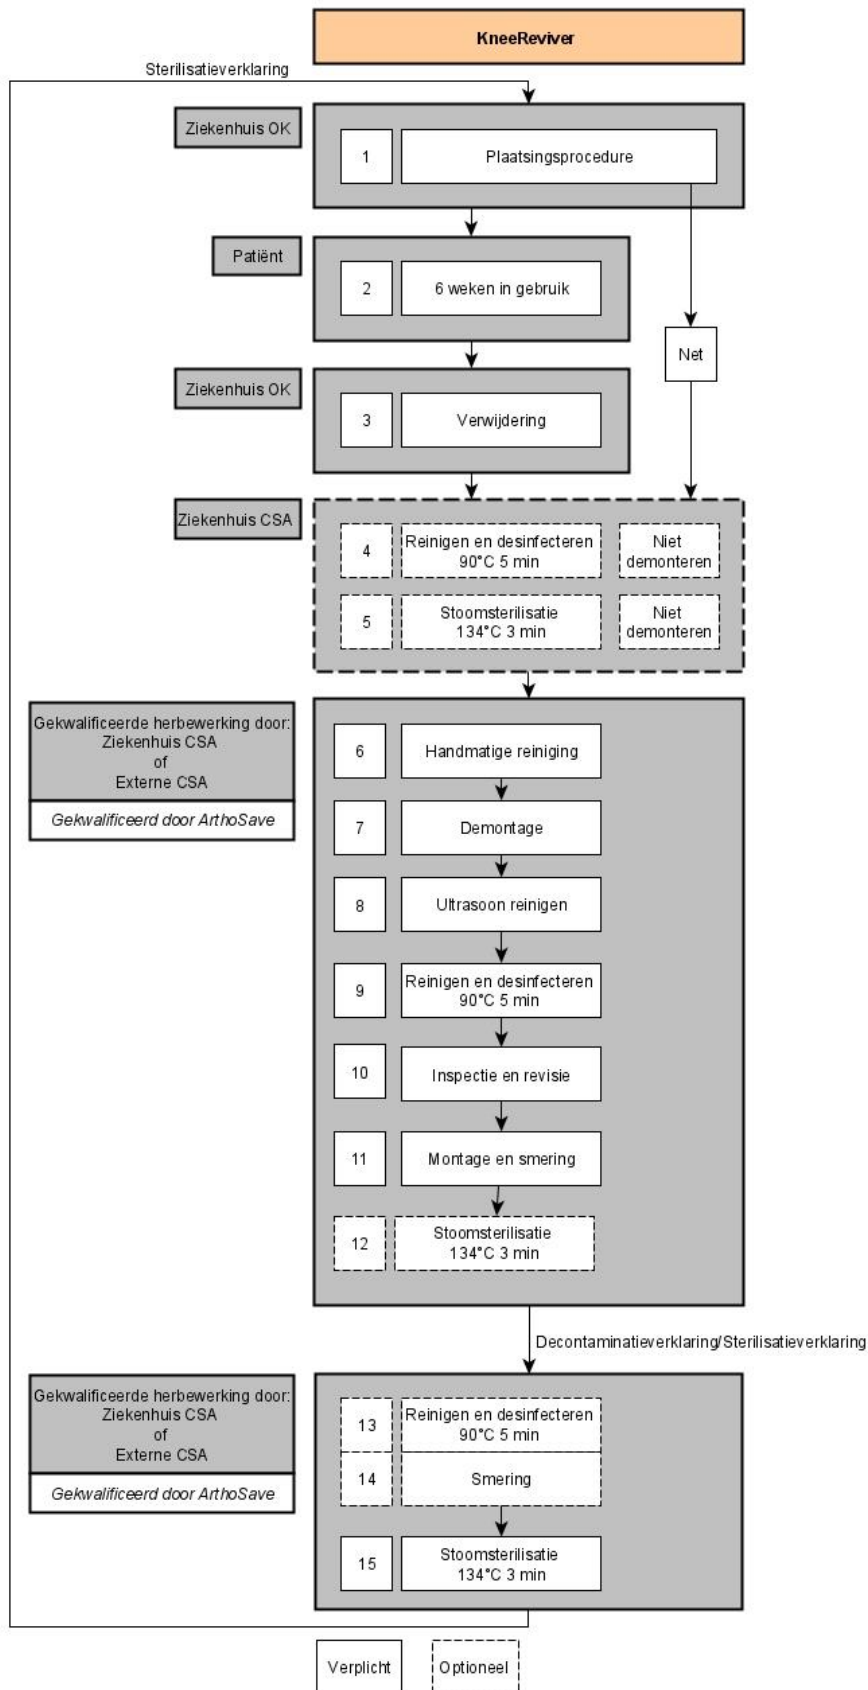 KneeReviver
Sterilisatieverklaring
Ziekenhuis OK
1
Plaatsingsprocedure
Patiënt
2
6 weken in gebruik
Net
Ziekenhuis OK
3
Verwijdering
Ziekenhuis CSA
4
Reinigen en desinfecteren
90°C 5 min
Niet
demonteren
5
Stoomsterilisatie
134°C 3 min
Niet
demonteren
Gekwalificeerde herbewerking door:
Ziekenhuis CSA
of
Externe CSA
Gekwalificeerd door ArthoSave
6
Handmatige reiniging
7
Demontage
8
Ultrasoon reinigen
9
Reinigen en desinfecteren
90°C 5 min
10
Inspectie en revisie
11
Montage en smering
12
Stoomsterilisatie
134°C 3 min
Decontaminatieverklaring/Sterilisatieverklaring
Gekwalificeerde herbewerking door:
Ziekenhuis CSA
of
Externe CSA
Gekwalificeerd door ArthoSave
13
Reinigen en desinfecteren
90°C 5 min
14
Smering
15
Stoomsterilisatie
134°C 3 min
Verplicht
Optioneel